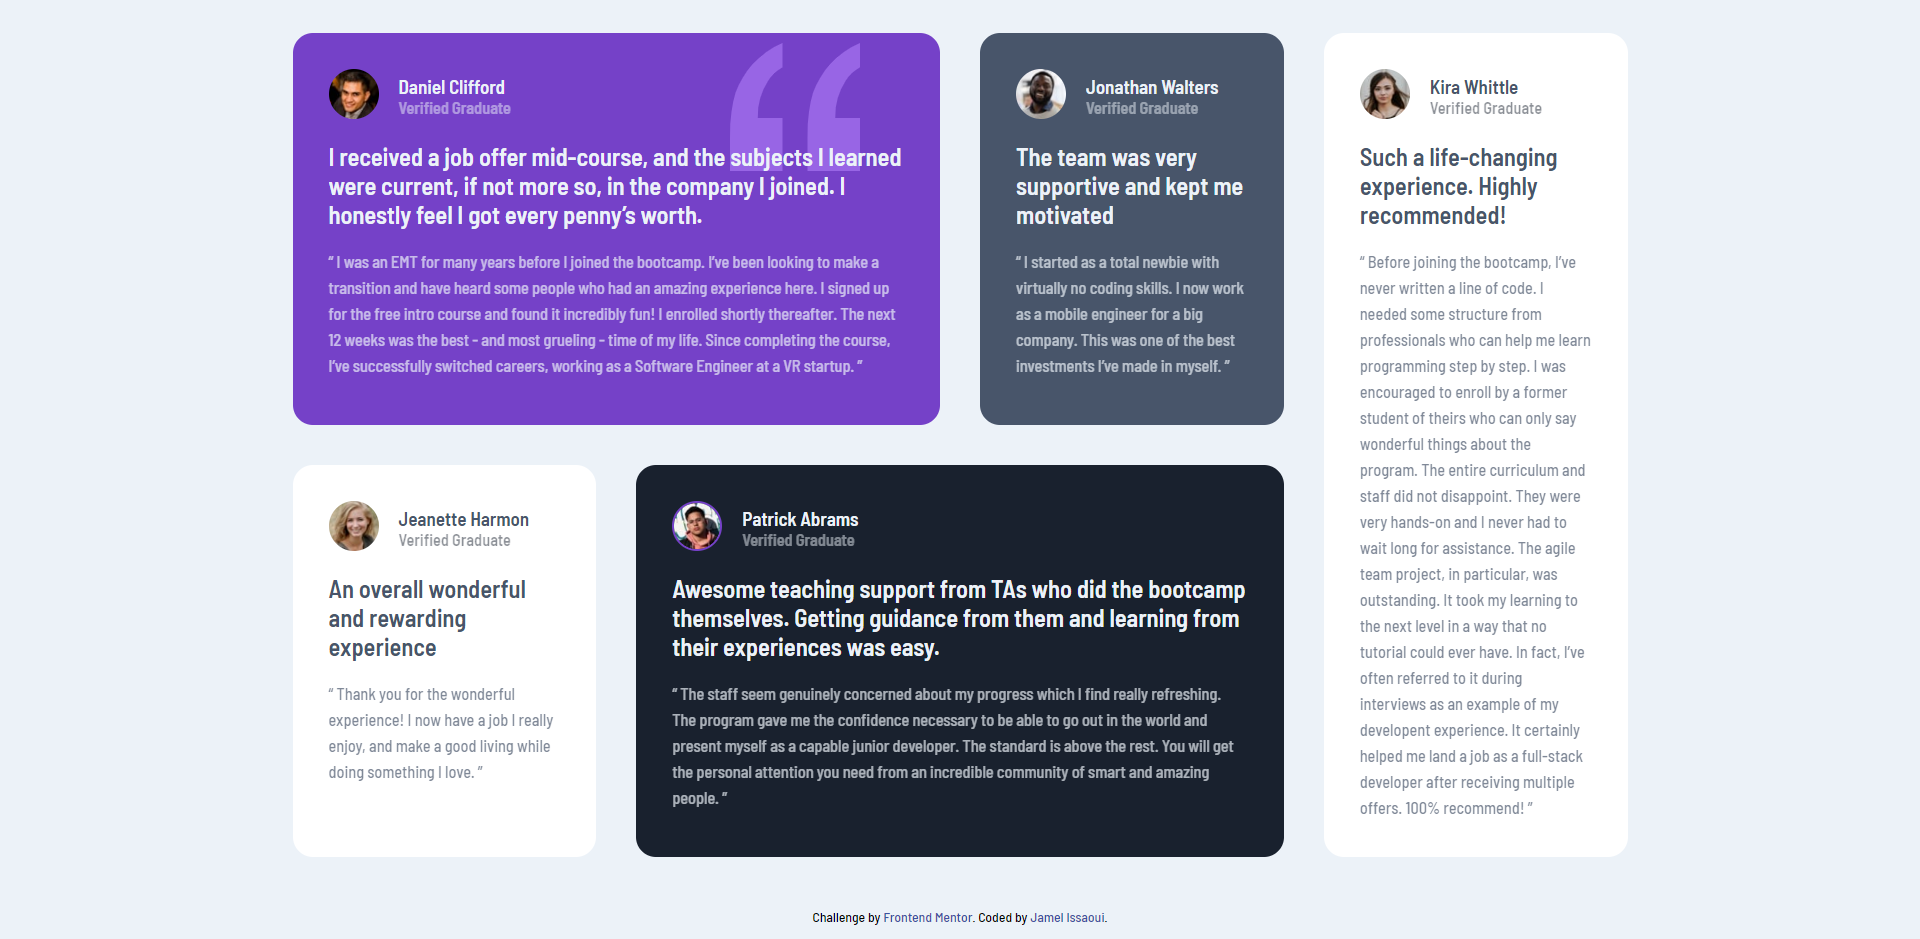 Daniel Clifford
Verified Graduate
I received a job offer mid-course, and the subjects I learned
were current, if not more so, in the company I joined. I
honestly feel I got every penny’s worth.
“ I was an EMT for many years before I joined the bootcamp. I’ve been looking to make a
transition and have heard some people who had an amazing experience here. I signed up
for the free intro course and found it incredibly fun! I enrolled shortly thereafter. The next
12 weeks was the best - and most grueling - time of my life. Since completing the course,
I’ve successfully switched careers, working as a Software Engineer at a VR startup. ”
Jonathan Walters
Verified Graduate
The team was very
supportive and kept me
motivated
“ I started as a total newbie with
virtually no coding skills. I now work
as a mobile engineer for a big
company. This was one of the best
investments I’ve made in myself. ”
Kira Whittle
Verified Graduate
Such a life-changing
experience. Highly
recommended!
“ Before joining the bootcamp, I’ve
never written a line of code. I
needed some structure from
professionals who can help me learn
programming step by step. I was
encouraged to enroll by a former
student of theirs who can only say
wonderful things about the
program. The entire curriculum and
staff did not disappoint. They were
very hands-on and I never had to
wait long for assistance. The agile
team project, in particular, was
outstanding. It took my learning to
the next level in a way that no
tutorial could ever have. In fact, I’ve
often referred to it during
interviews as an example of my
developent experience. It certainly
helped me land a job as a full-stack
developer after receiving multiple
offers. 100% recommend! ”
Jeanette Harmon
Verified Graduate
An overall wonderful
and rewarding
experience
“ Thank you for the wonderful
experience! I now have a job I really
enjoy, and make a good living while
doing something I love. ”
Patrick Abrams
Verified Graduate
Awesome teaching support from TAs who did the bootcamp
themselves. Getting guidance from them and learning from
their experiences was easy.
“ The staff seem genuinely concerned about my progress which I find really refreshing.
The program gave me the confidence necessary to be able to go out in the world and
present myself as a capable junior developer. The standard is above the rest. You will get
the personal attention you need from an incredible community of smart and amazing
people. ”
Challenge by Frontend Mentor. Coded by Jamel Issaoui.